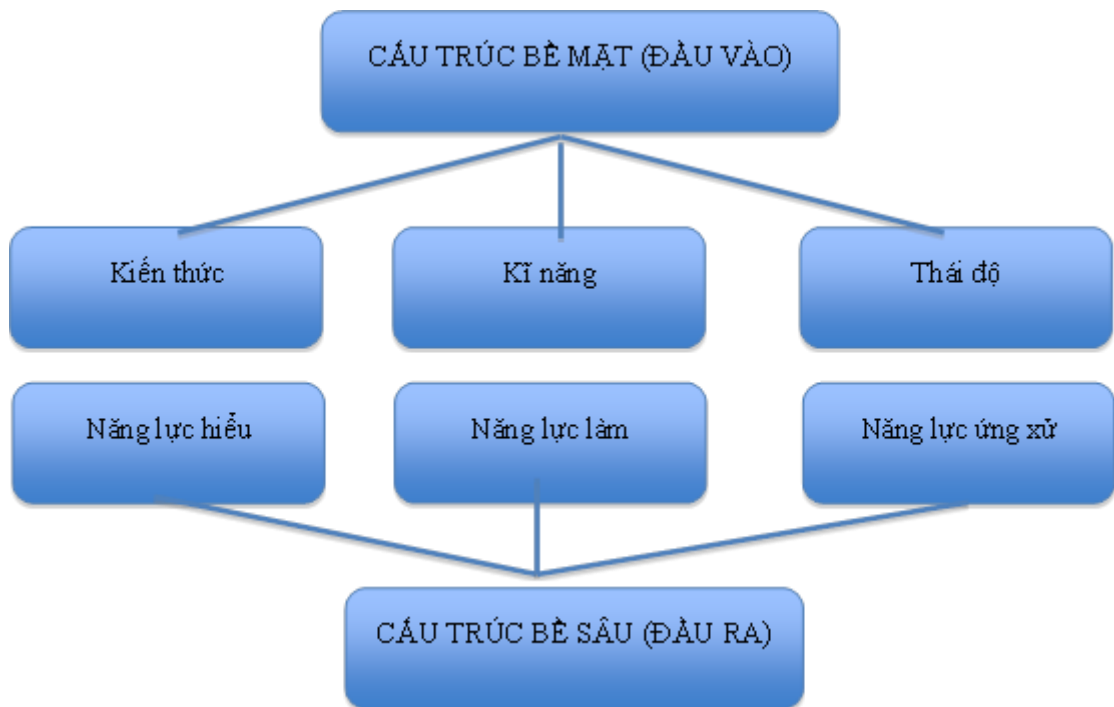 CẤU TRÚC BỀ MẶT (ĐẦU VÀO)
Kiến thức
Kĩ năng
Thái độ
Năng lực hiểu
Năng lực làm
Năng lực ứng xử
CẤU TRÚC BỀ SÂU (ĐẦU RA)